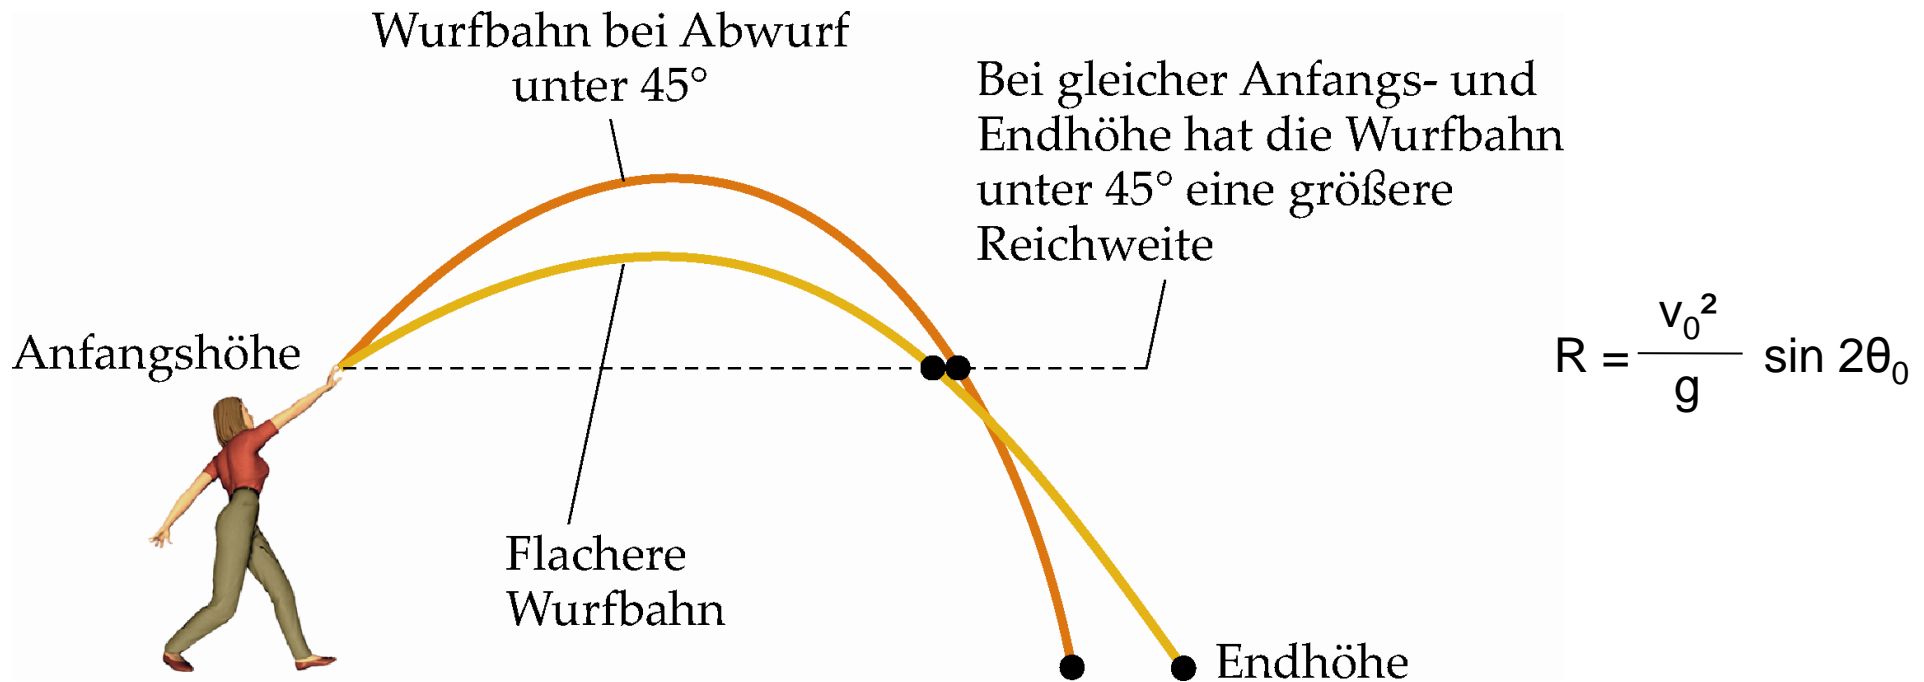 Wurfbahn bei Abwurf
unter 45°
Bei gleicher Anfangs- und
Endhöhe hat die Wurfbahn
unter 45° eine größere
Reichweite
Anfangshöhe
R = v₀² / g sin 2θ₀
Flachere
Wurfbahn
Endhöhe